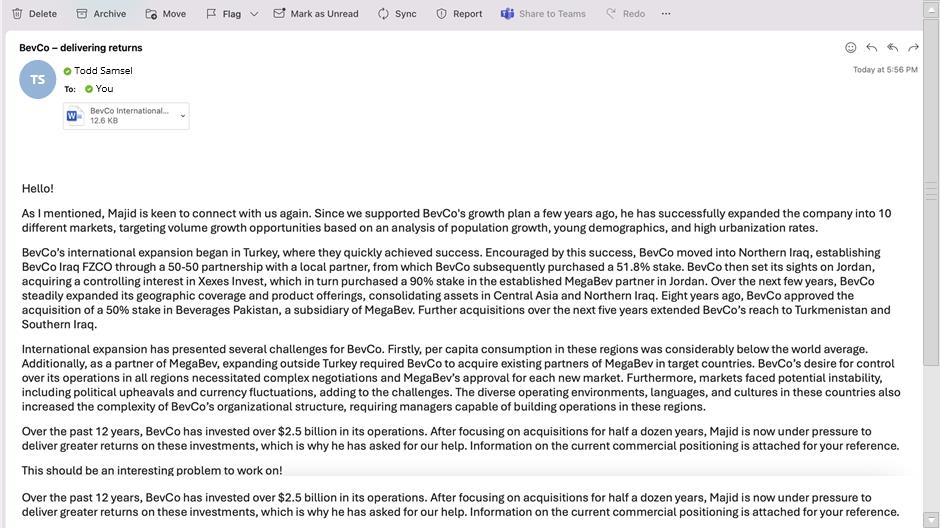 Delete Archive Move Flag Mark as Unread Sync Report Share to Teams Redo ...
BevCo – delivering returns
TS
Todd Samsel
Today at 5:56 PM
To: You
BevCo International...
12.6 KB
Hello!
As I mentioned, Majid is keen to connect with us again. Since we supported BevCo's growth plan a few years ago, he has successfully expanded the company into 10
different markets, targeting volume growth opportunities based on an analysis of population growth, young demographics, and high urbanization rates.
BevCo's international expansion began in Turkey, where they quickly achieved success. Encouraged by this success, BevCo moved into Northern Iraq, establishing
BevCo Iraq FZCO through a 50-50 partnership with a local partner, from which BevCo subsequently purchased a 51.8% stake. BevCo then set its sights on Jordan,
acquiring a controlling interest in Xexes Invest, which in turn purchased a 90% stake in the established MegaBev partner in Jordan. Over the next few years, BevCo
steadily expanded its geographic coverage and product offerings, consolidating assets in Central Asia and Northern Iraq. Eight years ago, BevCo approved the
acquisition of a 50% stake in Beverages Pakistan, a subsidiary of MegaBev. Further acquisitions over the next five years extended BevCo's reach to Turkmenistan and
Southern Iraq.
International expansion has presented several challenges for BevCo. Firstly, per capita consumption in these regions was considerably below the world average.
Additionally, as a partner of MegaBev, expanding outside Turkey required BevCo to acquire existing partners of MegaBev in target countries. BevCo's desire for control
over its operations in all regions necessitated complex negotiations and MegaBev's approval for each new market. Furthermore, markets faced potential instability,
including political upheavals and currency fluctuations, adding to the challenges. The diverse operating environments, languages, and cultures in these countries also
increased the complexity of BevCo's organizational structure, requiring managers capable of building operations in these regions.
Over the past 12 years, BevCo has invested over $2.5 billion in its operations. After focusing on acquisitions for half a dozen years, Majid is now under pressure to
deliver greater returns on these investments, which is why he has asked for our help. Information on the current commercial positioning is attached for your reference.
This should be an interesting problem to work on!
Over the past 12 years, BevCo has invested over $2.5 billion in its operations. After focusing on acquisitions for half a dozen years, Majid is now under pressure to
deliver greater returns on these investments, which is why he has asked for our help. Information on the current commercial positioning is attached for your reference.